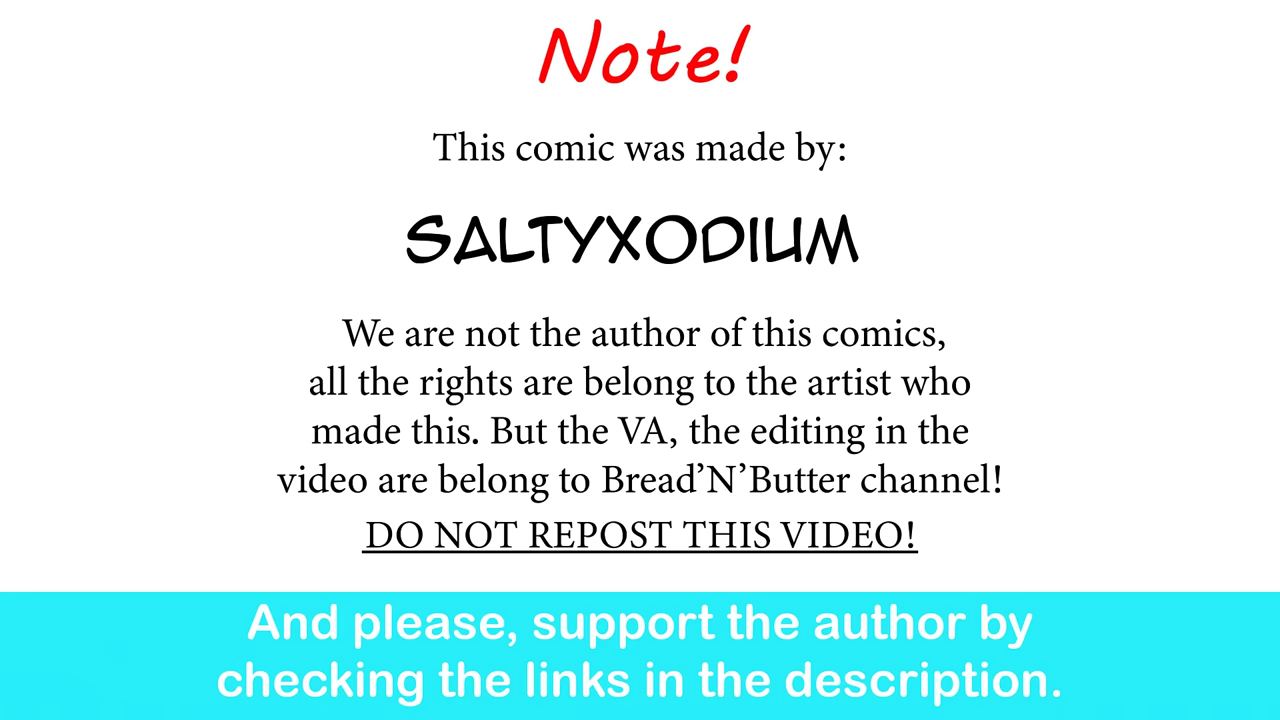 Note!
This comic was made by:
SALTYXODIUM
We are not the author of this comics,
all the rights are belong to the artist who
made this. But the VA, the editing in the
video are belong to Bread’N’Butter channel!
DO NOT REPOST THIS VIDEO!
And please, support the author by
checking the links in the description.